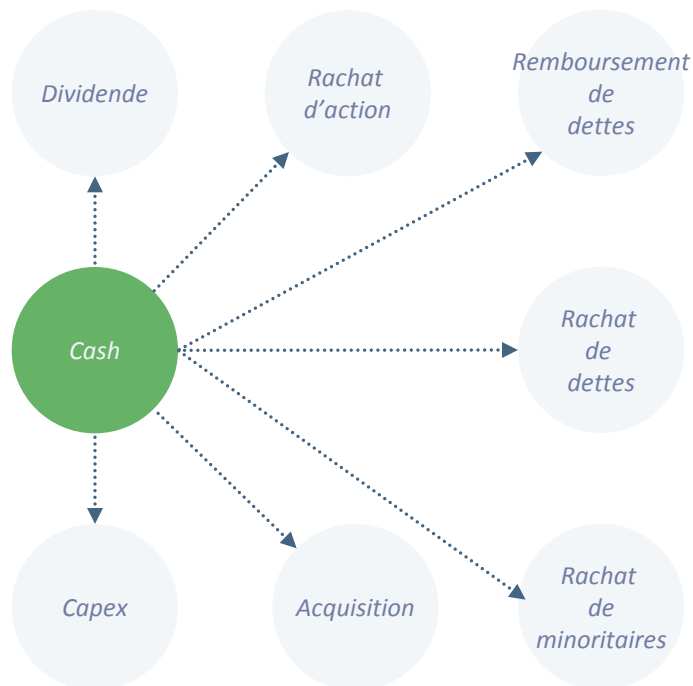 Dividende
Rachat
d’action
Remboursement
de
dettes
Cash
Rachat
de
dettes
Capex
Acquisition
Rachat
de
minoritaires